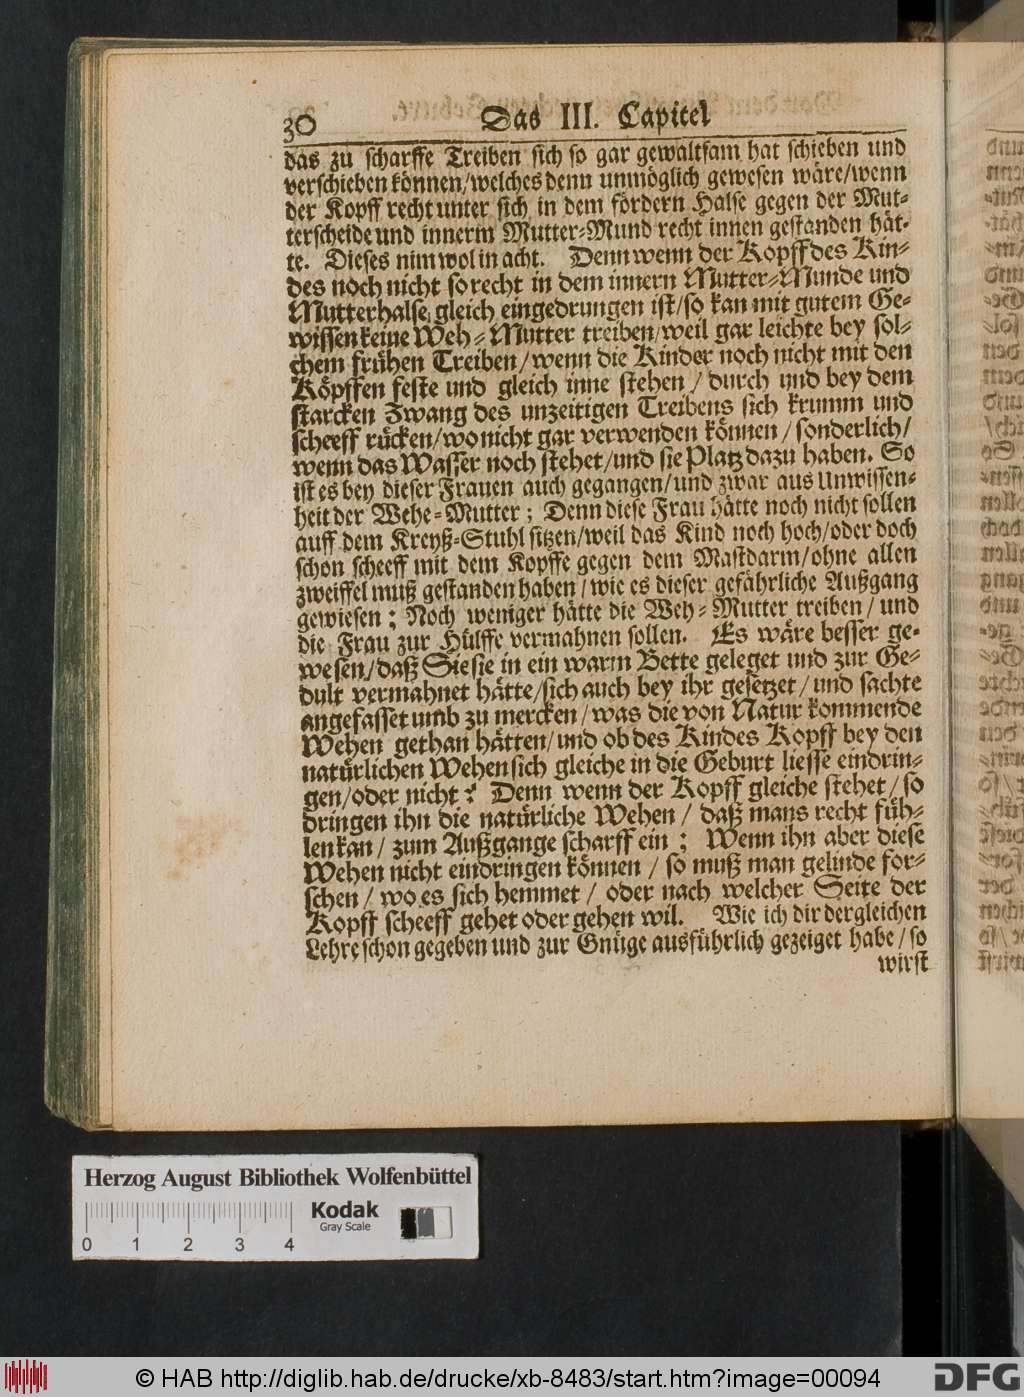 30 Das III. Capitel
das zu scharffe Treiben sich so gar gewaltsam hat schieben und
verschieben können/welches denn unmöglich gewesen wäre/wenn
der Kopff recht unter sich in dem fördern Halse gegen der Mut-
terscheide und innerm Mutter-Mund recht innen gestanden hät-
te. Dieses nim wol in acht. Denn wenn der Kopff des Kin-
des noch nicht so recht in dem innern Mutter-Munde und
Mutterhalse gleich eingedrungen ist/so kan mit gutem Ge-
wissen keine Weh-Mutter treiben/weil gar leichte bey sol-
chem frühen Treiben/wenn die Kinder noch nicht mit den
Köpffen feste und gleich inne stehen/durch und bey dem
starcken Zwang des unzeitigen Treibens sich krumm und
scheeff rücken/wo nicht gar verwenden können/sonderlich/
wenn das Wasser noch stehet/und sie Platz dazu haben. So
ist es bey dieser Frauen auch gegangen/und zwar aus Unwissen-
heit der Wehe-Mutter; Denn diese Frau hätte noch nicht sollen
auff dem Kreyß-Stuhl sitzen/weil das Kind noch hoch/oder doch
schon scheeff mit dem Kopffe gegen dem Mastdarm/ohne allen
zweiffel muß gestanden haben/wie es dieser gefährliche Außgang
gewiesen; Noch weniger hätte die Weh-Mutter treiben/und
die Frau zur Hülffe vermahnen sollen. Es wäre besser ge-
wesen/daß Sie sie in ein warm Bette geleget und zur Ge-
dult vermahnet hätte/sich auch bey ihr gesetzet/und sachte
angefasset umb zu mercken/was die von Natur kommende
Wehen gethan hätten/und ob des Kindes Kopff bey den
natürlichen Wehen sich gleiche in die Geburt liesse eindrin-
gen/oder nicht? Denn wenn der Kopff gleiche stehet/so
dringen ihn die natürliche Wehen/daß mans recht füh-
len kan/zum Außgange scharff ein; Wenn ihn aber diese
Wehen nicht eindringen können/so muß man gelinde for-
schen/wo es sich hemmet/oder nach welcher Seite der
Kopff scheeff gehet oder gehen wil. Wie ich dir dergleichen
Lehre schon gegeben und zur Gnüge ausführlich gezeiget habe/so
wirst
Herzog August Bibliothek Wolfenbüttel
Kodak
Gray Scale
0 1 2 3 4
© HAB http://diglib.hab.de/drucke/xb-8483/start.htm?image=00094
DFG